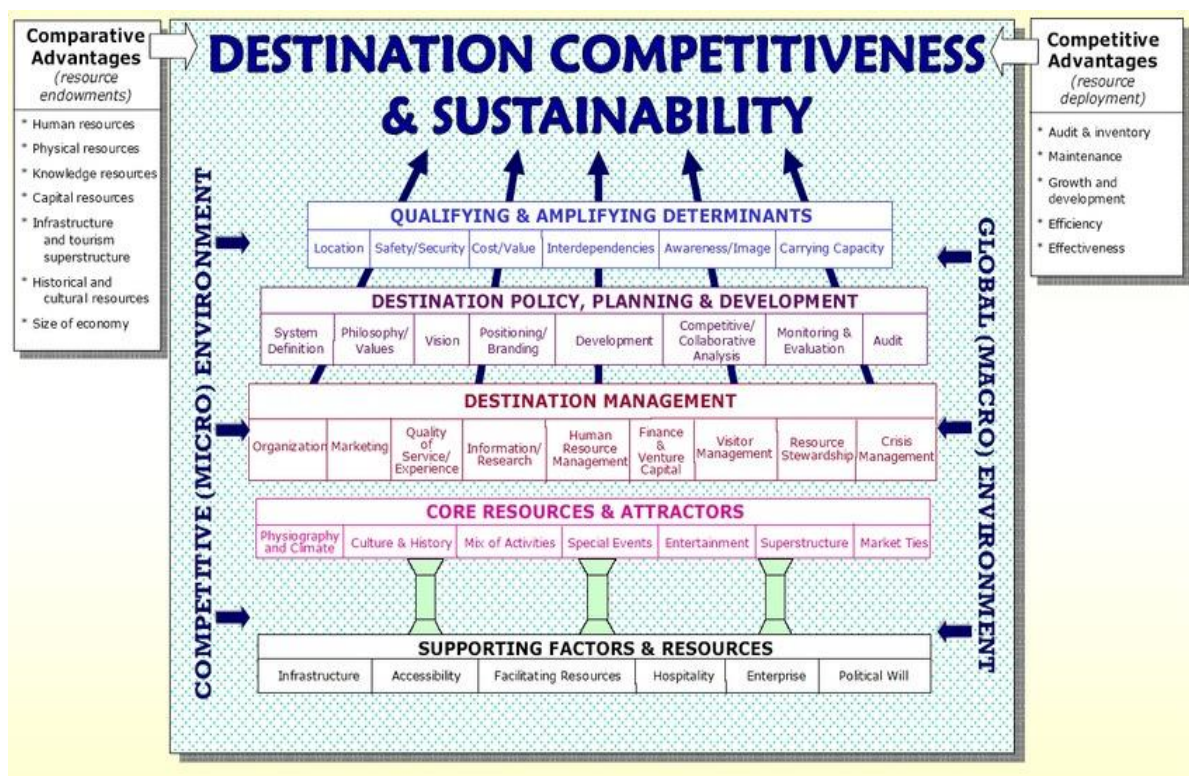 Comparative
Advantages
(resource
endowments)
* Human resources
* Physical resources
* Knowledge resources
* Capital resources
* Infrastructure
and tourism
superstructure
* Historical and
cultural resources
* Size of economy
DESTINATION COMPETITIVENESS
& SUSTAINABILITY
Competitive
Advantages
(resource
deployment)
* Audit & inventory
* Maintenance
* Growth and
development
* Efficiency
* Effectiveness
COMPETITIVE (MICRO) ENVIRONMENT
GLOBAL (MACRO) ENVIRONMENT
QUALIFYING & AMPLIFYING DETERMINANTS
Location
Safety/Security
Cost/Value
Interdependencies
Awareness/Image
Carrying Capacity
DESTINATION POLICY, PLANNING & DEVELOPMENT
System
Definition
Philosophy/
Values
Vision
Positioning/
Branding
Development
Competitive/
Collaborative
Analysis
Monitoring &
Evaluation
Audit
DESTINATION MANAGEMENT
Organization
Marketing
Quality
of
Service/
Experience
Information/
Research
Human
Resource
Management
Finance
&
Venture
Capital
Visitor
Management
Resource
Stewardship
Crisis
Management
CORE RESOURCES & ATTRACTORS
Physiography
and Climate
Culture & History
Mix of Activities
Special Events
Entertainment
Superstructure
Market Ties
SUPPORTING FACTORS & RESOURCES
Infrastructure
Accessibility
Facilitating Resources
Hospitality
Enterprise
Political Will